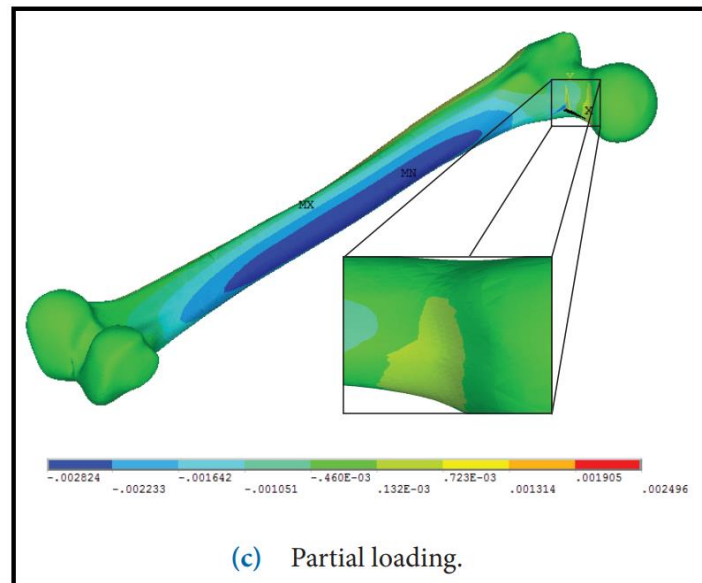 Y
X
MN
MX
-.002824 -.001642 -.460E-03 .723E-03 .001905
-.002233 -.001051 .132E-03 .001314 .002496
(c) Partial loading.